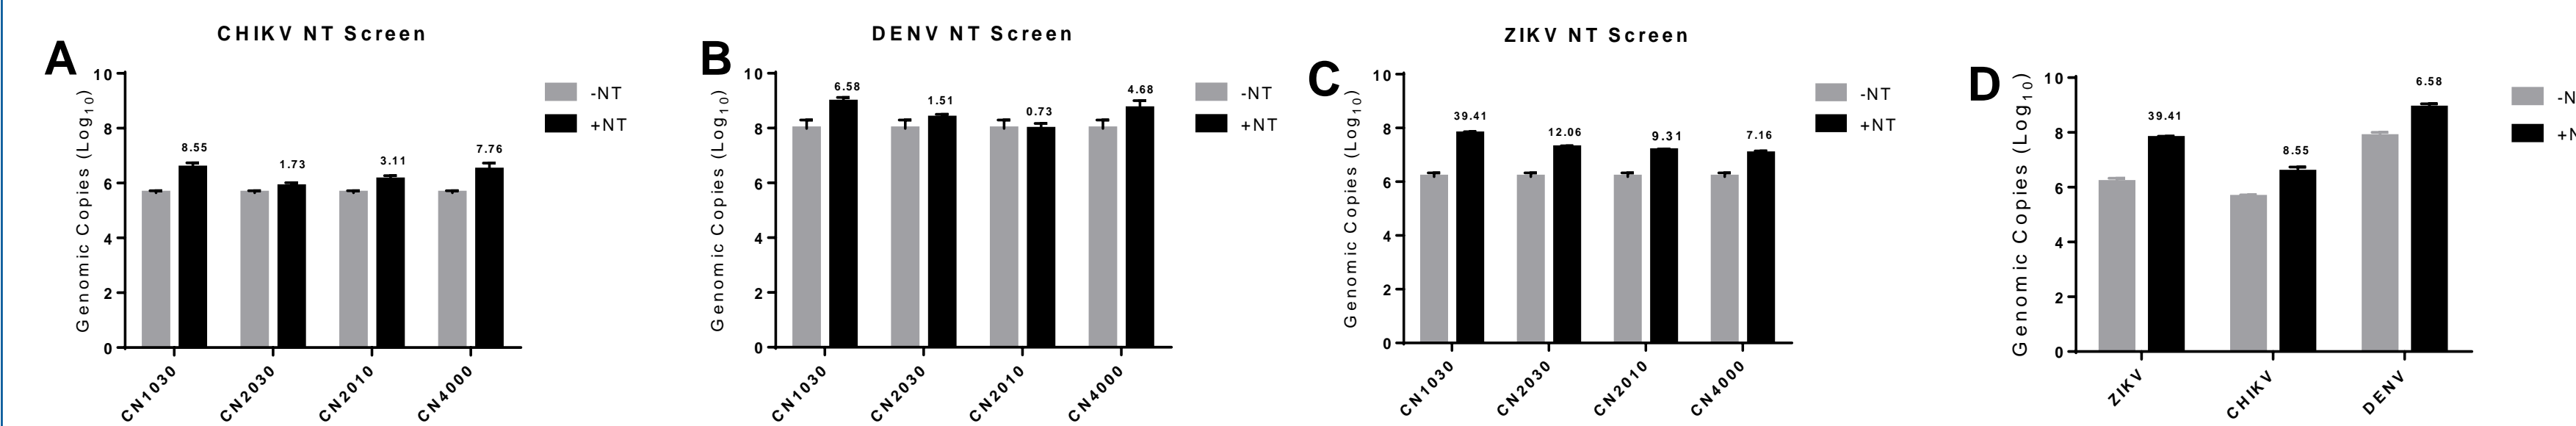 A
CHIKV NT Screen
Genomic Copies (Log10)
10
8
6
4
2
0
8.55
1.73
3.11
7.76
CN1030
CN2030
CN2010
CN4000
-NT
+NT
B
DENV NT Screen
Genomic Copies (Log10)
10
8
6
4
2
0
6.58
1.51
0.73
4.68
CN1030
CN2030
CN2010
CN4000
-NT
+NT
C
ZIKV NT Screen
Genomic Copies (Log10)
10
8
6
4
2
0
39.41
12.06
9.31
7.16
CN1030
CN2030
CN2010
CN4000
-NT
+NT
D
Genomic Copies (Log10)
10
8
6
4
2
0
39.41
8.55
6.58
ZIKV
CHIKV
DENV
-N
+N